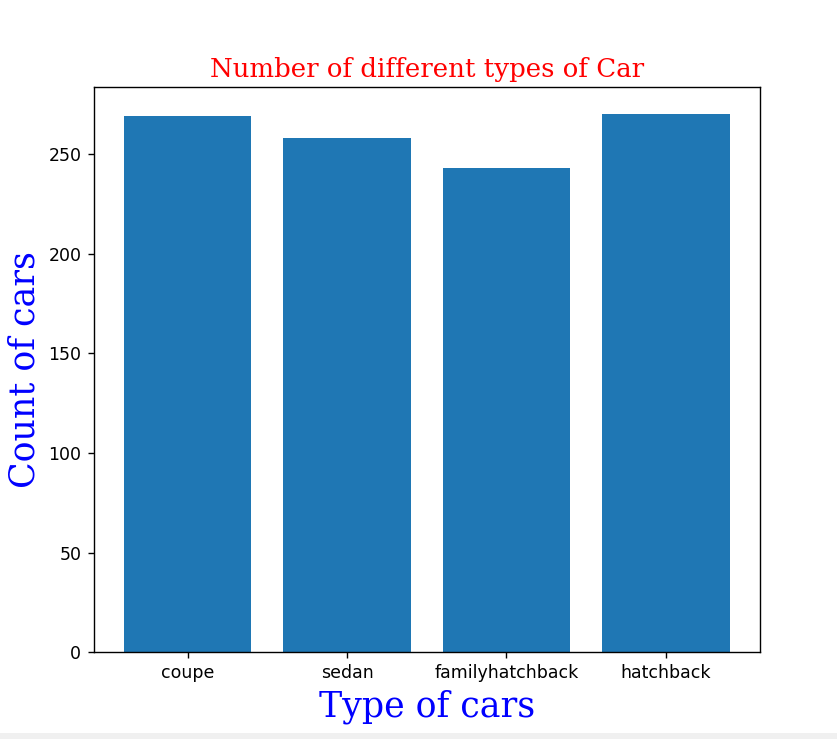 Number of different types of Car
Count of cars
250
200
150
100
50
0
coupe sedan familyhatchback hatchback
Type of cars